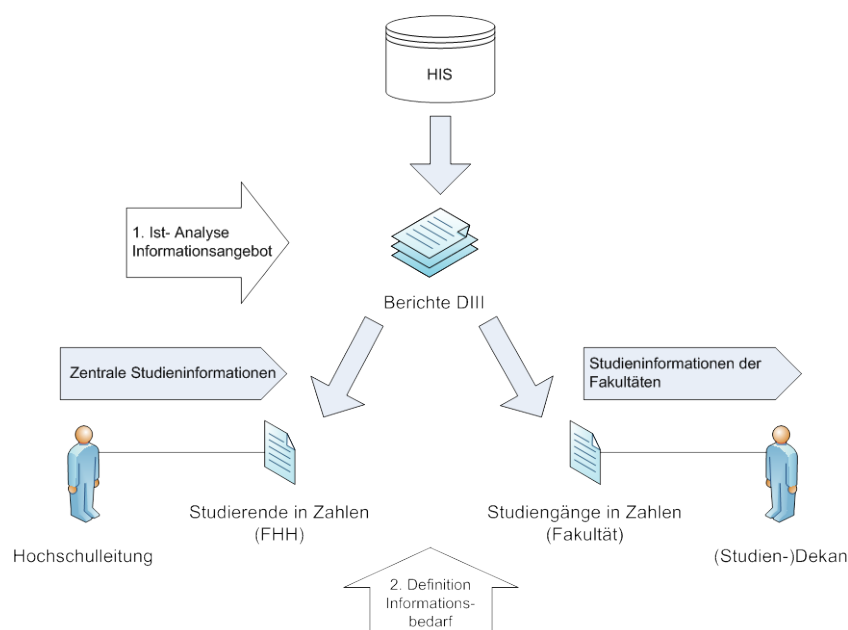 HIS
1. Ist- Analyse
Informationsangebot
Berichte DIII
Zentrale Studieninformationen
Studieninformationen der
Fakultäten
Studierende in Zahlen
(FHH)
Studiengänge in Zahlen
(Fakultät)
Hochschulleitung
(Studien-)Dekan
2. Definition
Informations-
bedarf